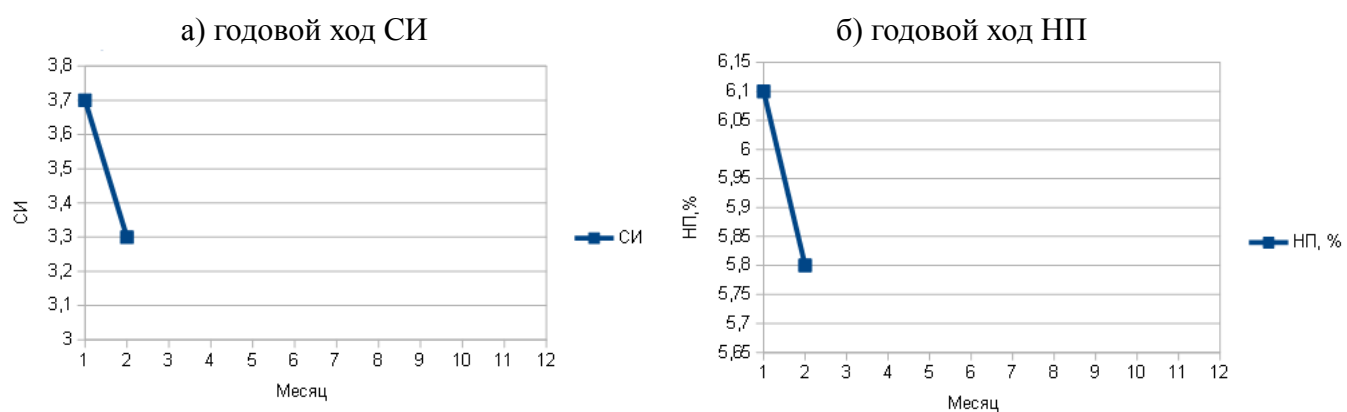 а) годовой ход СИ
3,8
3,7
3,6
3,5
3,4
3,3
3,2
3,1
3
СИ
1 2 3 4 5 6 7 8 9 10 11 12
Месяц
СИ
б) годовой ход НП
6,15
6,1
6,05
6
5,95
5,9
5,85
5,8
5,75
5,7
5,65
НП,%
1 2 3 4 5 6 7 8 9 10 11 12
Месяц
НП, %